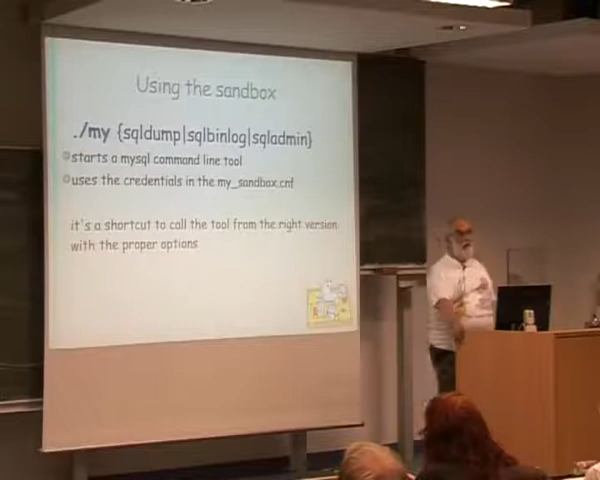 Using the sandbox
./my {sqldump|sqlbinlog|sqladmin}
starts a mysql command line tool
uses the credentials in the my_sandbox.cnf
it's a shortcut to call the tool from the right version
with the proper options